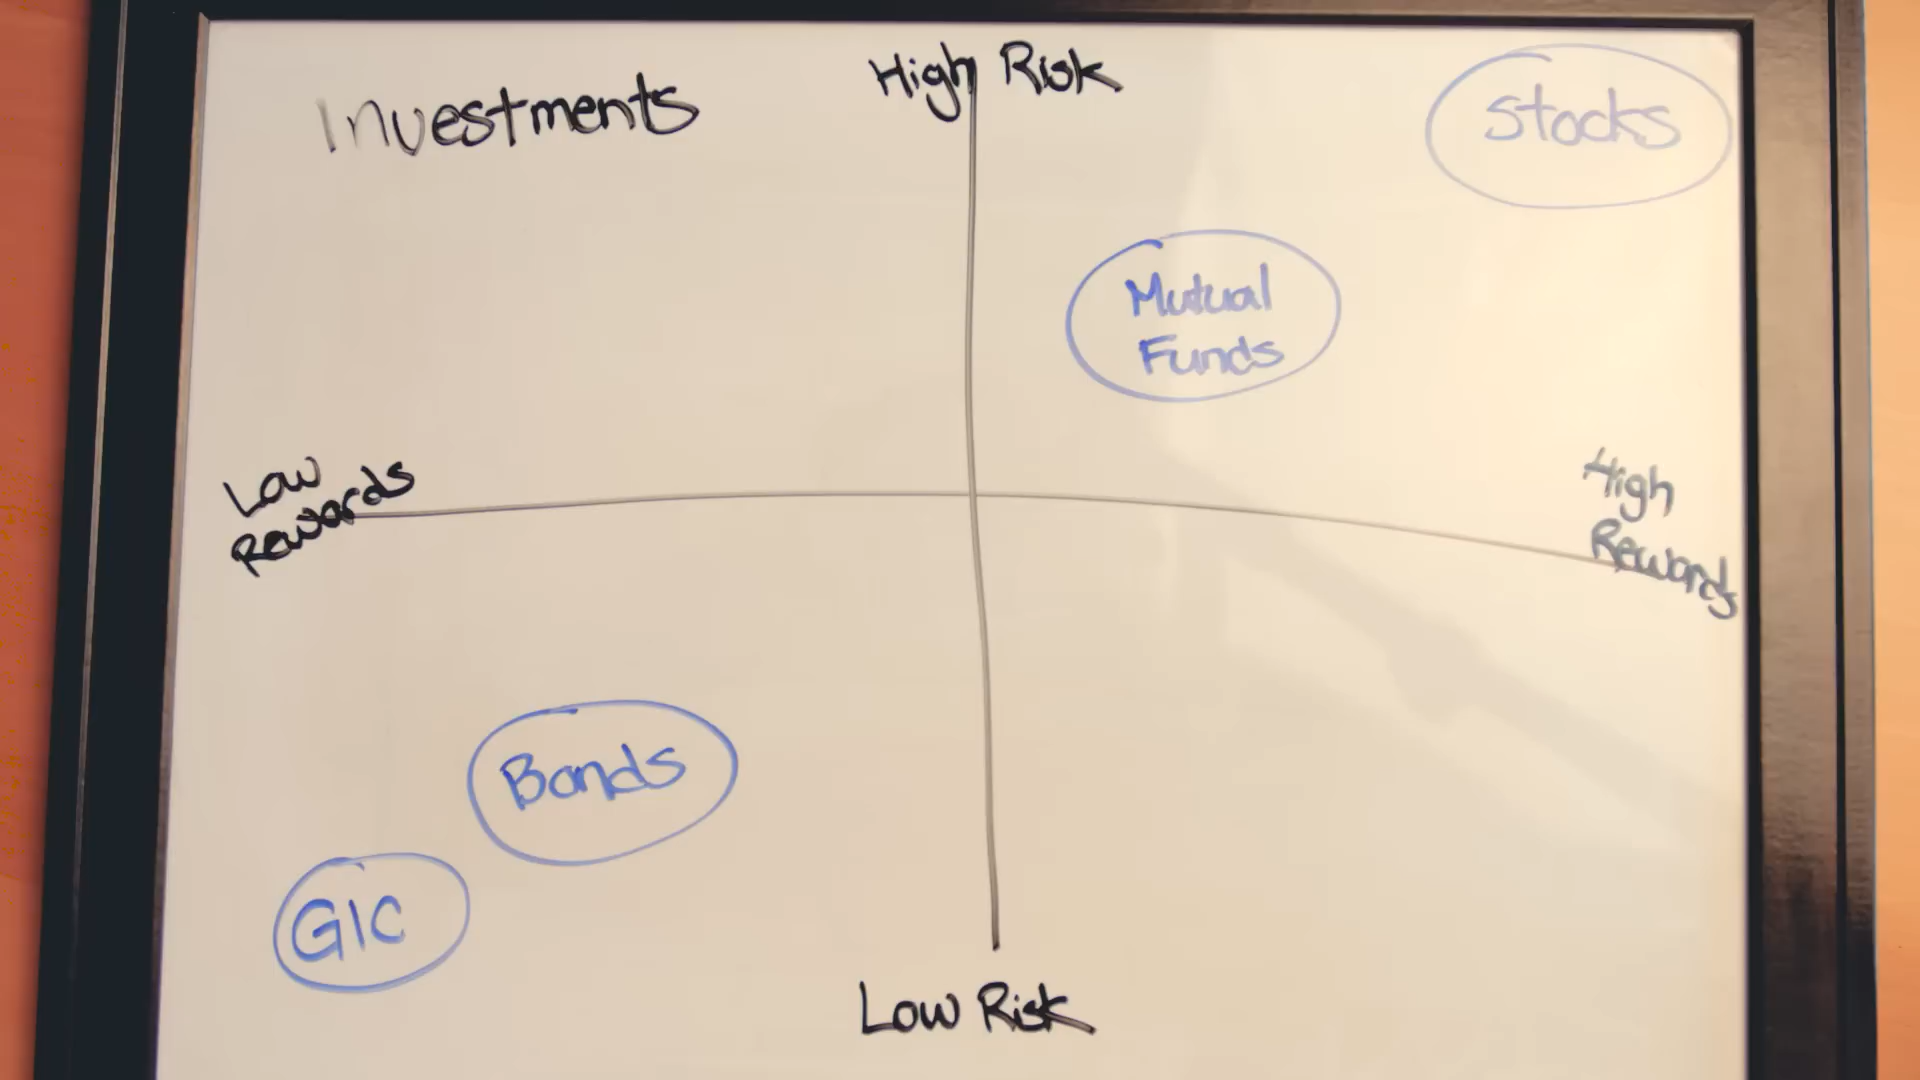 Investments
High Risk
Stocks
Mutual
Funds
Low
Rewards
High
Rewards
Bonds
GIC
Low Risk